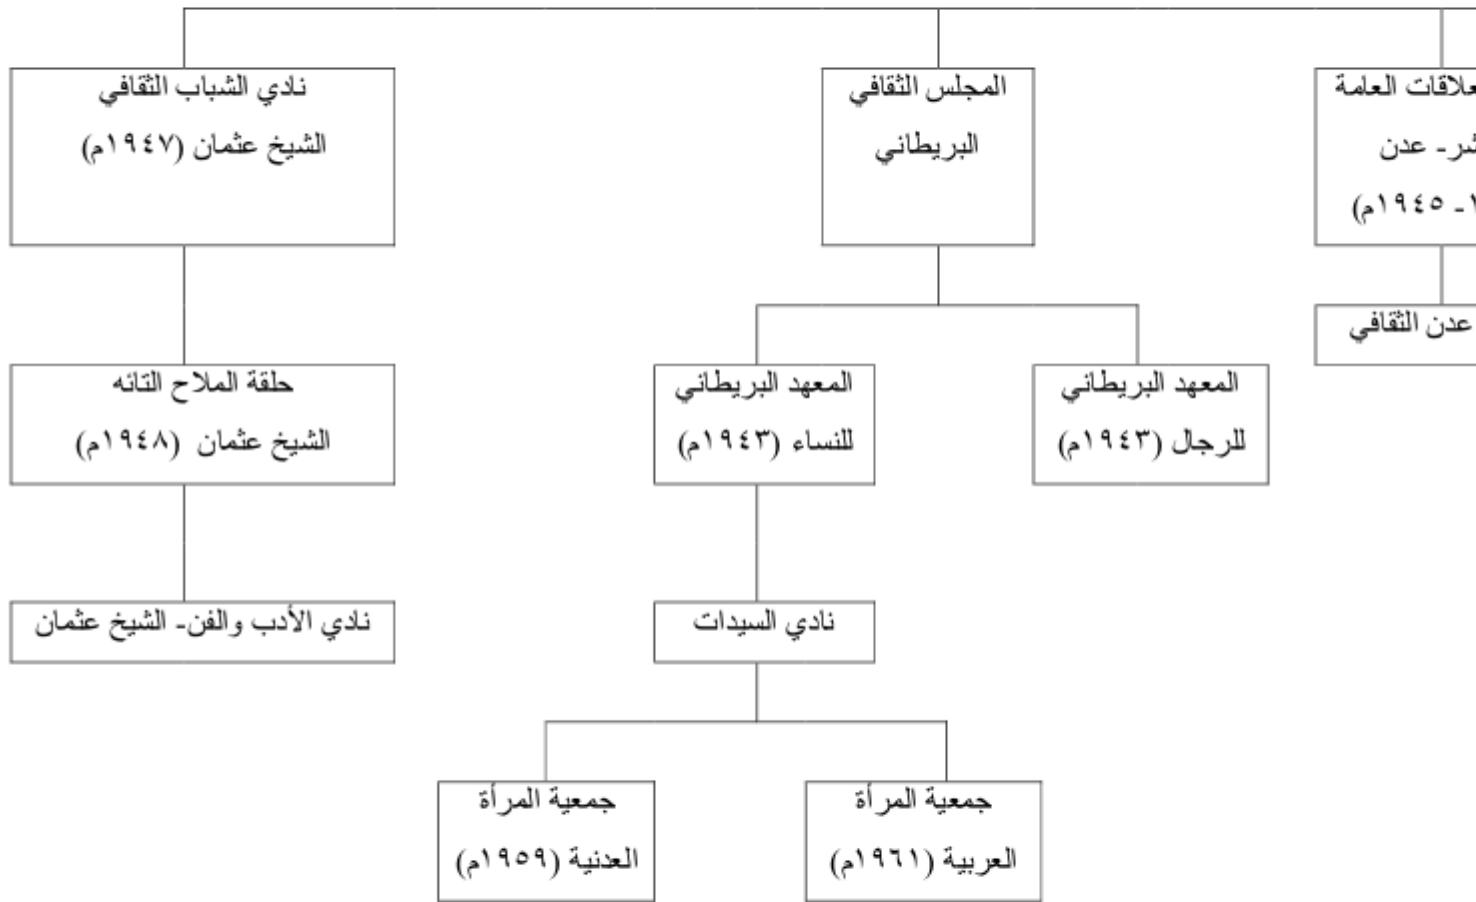 علاقات العامة
شر- عدن
١- ١٩٤٥م)
عدن الثقافي
المجلس الثقافي
البريطاني
نادي الشباب الثقافي
الشيخ عثمان (١٩٤٧م)
المعهد البريطاني
للرجال (١٩٤٣م)
المعهد البريطاني
للنساء (١٩٤٣م)
حلقة الملاح التائه
الشيخ عثمان (١٩٤٨م)
نادي السيدات
نادي الأدب والفن- الشيخ عثمان
جمعية المرأة
العربية (١٩٦١م)
جمعية المرأة
العدنية (١٩٥٩م)